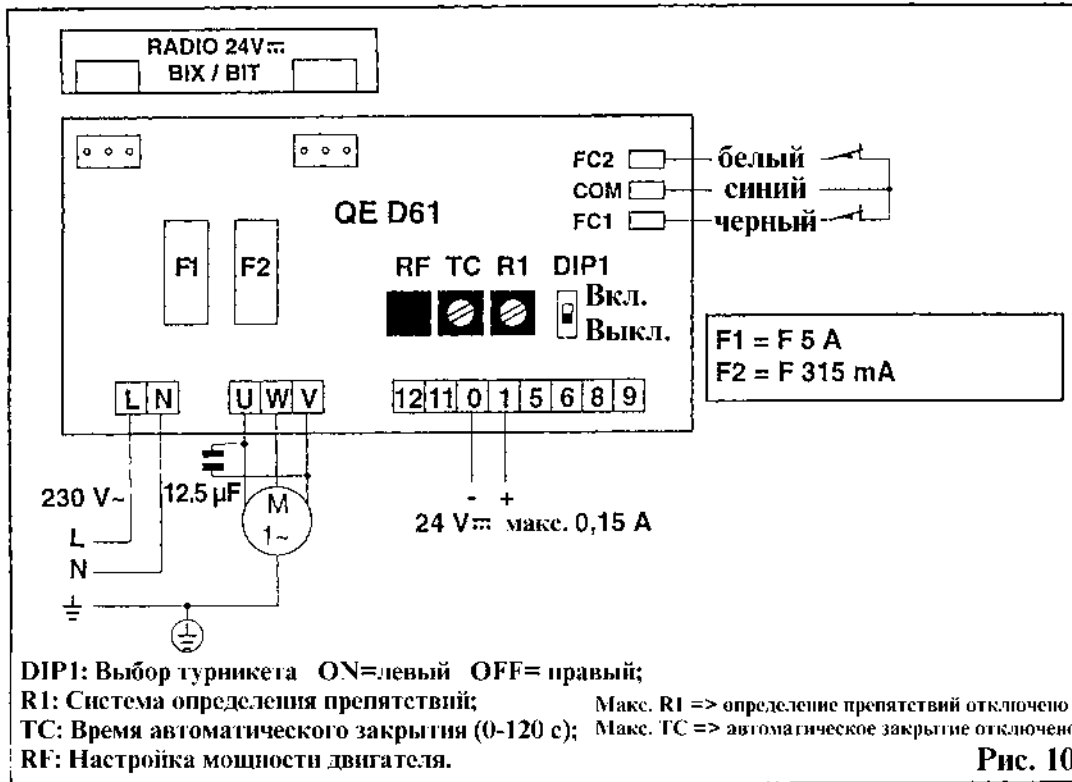 RADIO 24V
BIX / BIT
FC2 белый
COM синий
FC1 черный
QE D61
F1 F2
RF TC R1 DIP1
Вкл.
Выкл.
F1 = F 5 A
F2 = F 315 mA
L N U W V 12 11 0 1 5 6 8 9
230 V~ 12,5 µF
M
1~
- +
24 V макс. 0,15 A
L
N
DIP1: Выбор турникета ON=левый OFF= правый;
R1: Система определения препятствий; Макс. R1 => определение препятствий отключено
TC: Время автоматического закрытия (0-120 с); Макс. TC => автоматическое закрытие отключено
RF: Настройка мощности двигателя.
Рис. 10